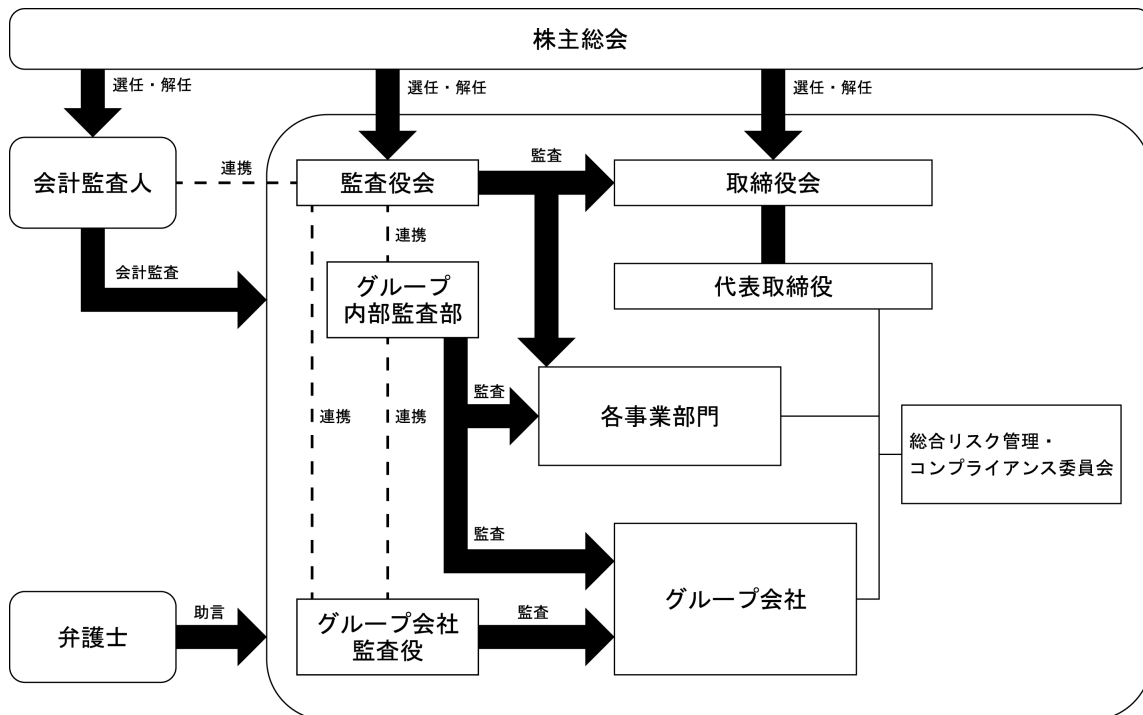 株主総会
選任・解任
選任・解任
選任・解任
会計監査人
連携
監査役会
監査
取締役会
連携
会計監査
グループ
内部監査部
代表取締役
監査
各事業部門
連携
連携
総合リスク管理・
コンプライアンス委員会
監査
グループ会社
弁護士
助言
グループ会社
監査役
監査